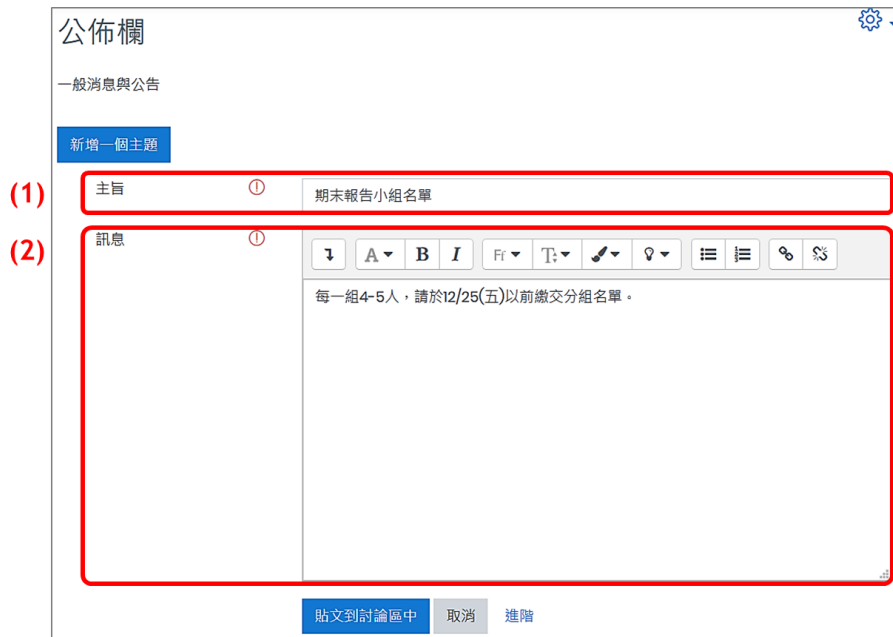 公佈欄
一般消息與公告
新增一個主題
(1) 主旨 期末報告小組名單
(2) 訊息
A B I Ff T
每一組4-5人，請於12/25(五)以前繳交分組名單。
貼文到討論區中 取消 進階